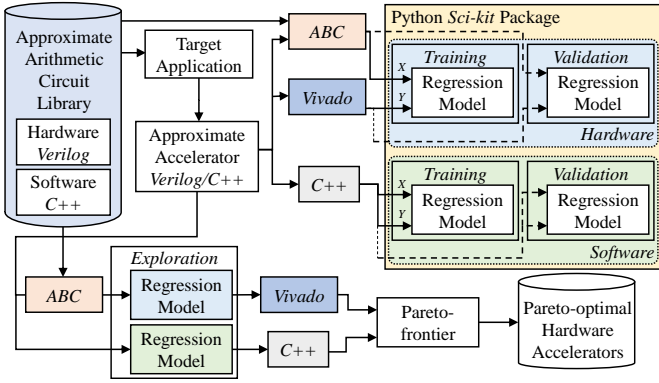 Approximate
Arithmetic
Circuit
Library
Hardware
Verilog
Software
C++
Target
Application
Approximate
Accelerator
Verilog/C++
ABC
Vivado
C++
Python Sci-kit Package
Training
X
Y
Regression
Model
Validation
Regression
Model
Hardware
Training
X
Y
Regression
Model
Validation
Regression
Model
Software
ABC
Exploration
Regression
Model
Regression
Model
Vivado
C++
Pareto-
frontier
Pareto-optimal
Hardware
Accelerators